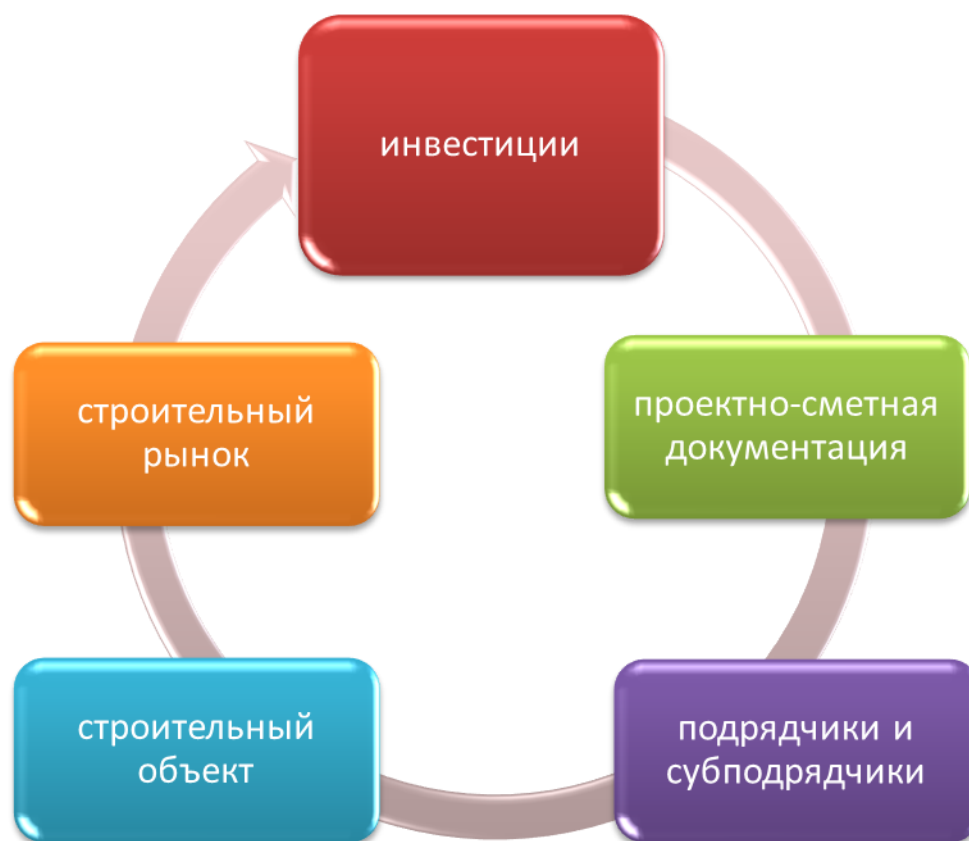 инвестиции
проектно-сметная
документация
подрядчики и
субподрядчики
строительный
объект
строительный
рынок